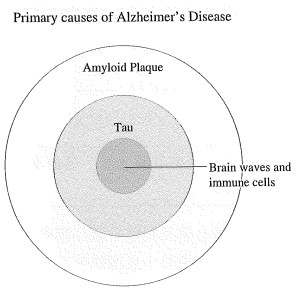 Primary causes of Alzheimer's Disease
Amyloid Plaque
Tau
Brain waves and
immune cells